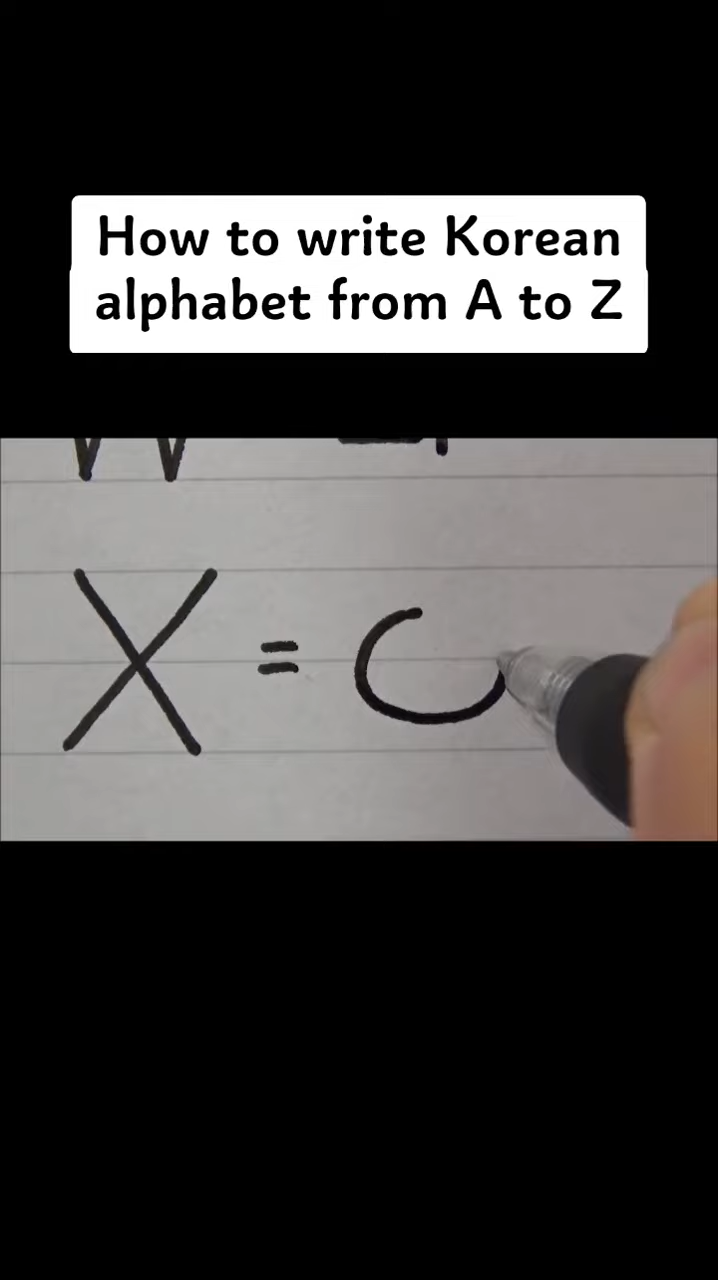 How to write Korean
alphabet from A to Z
X =